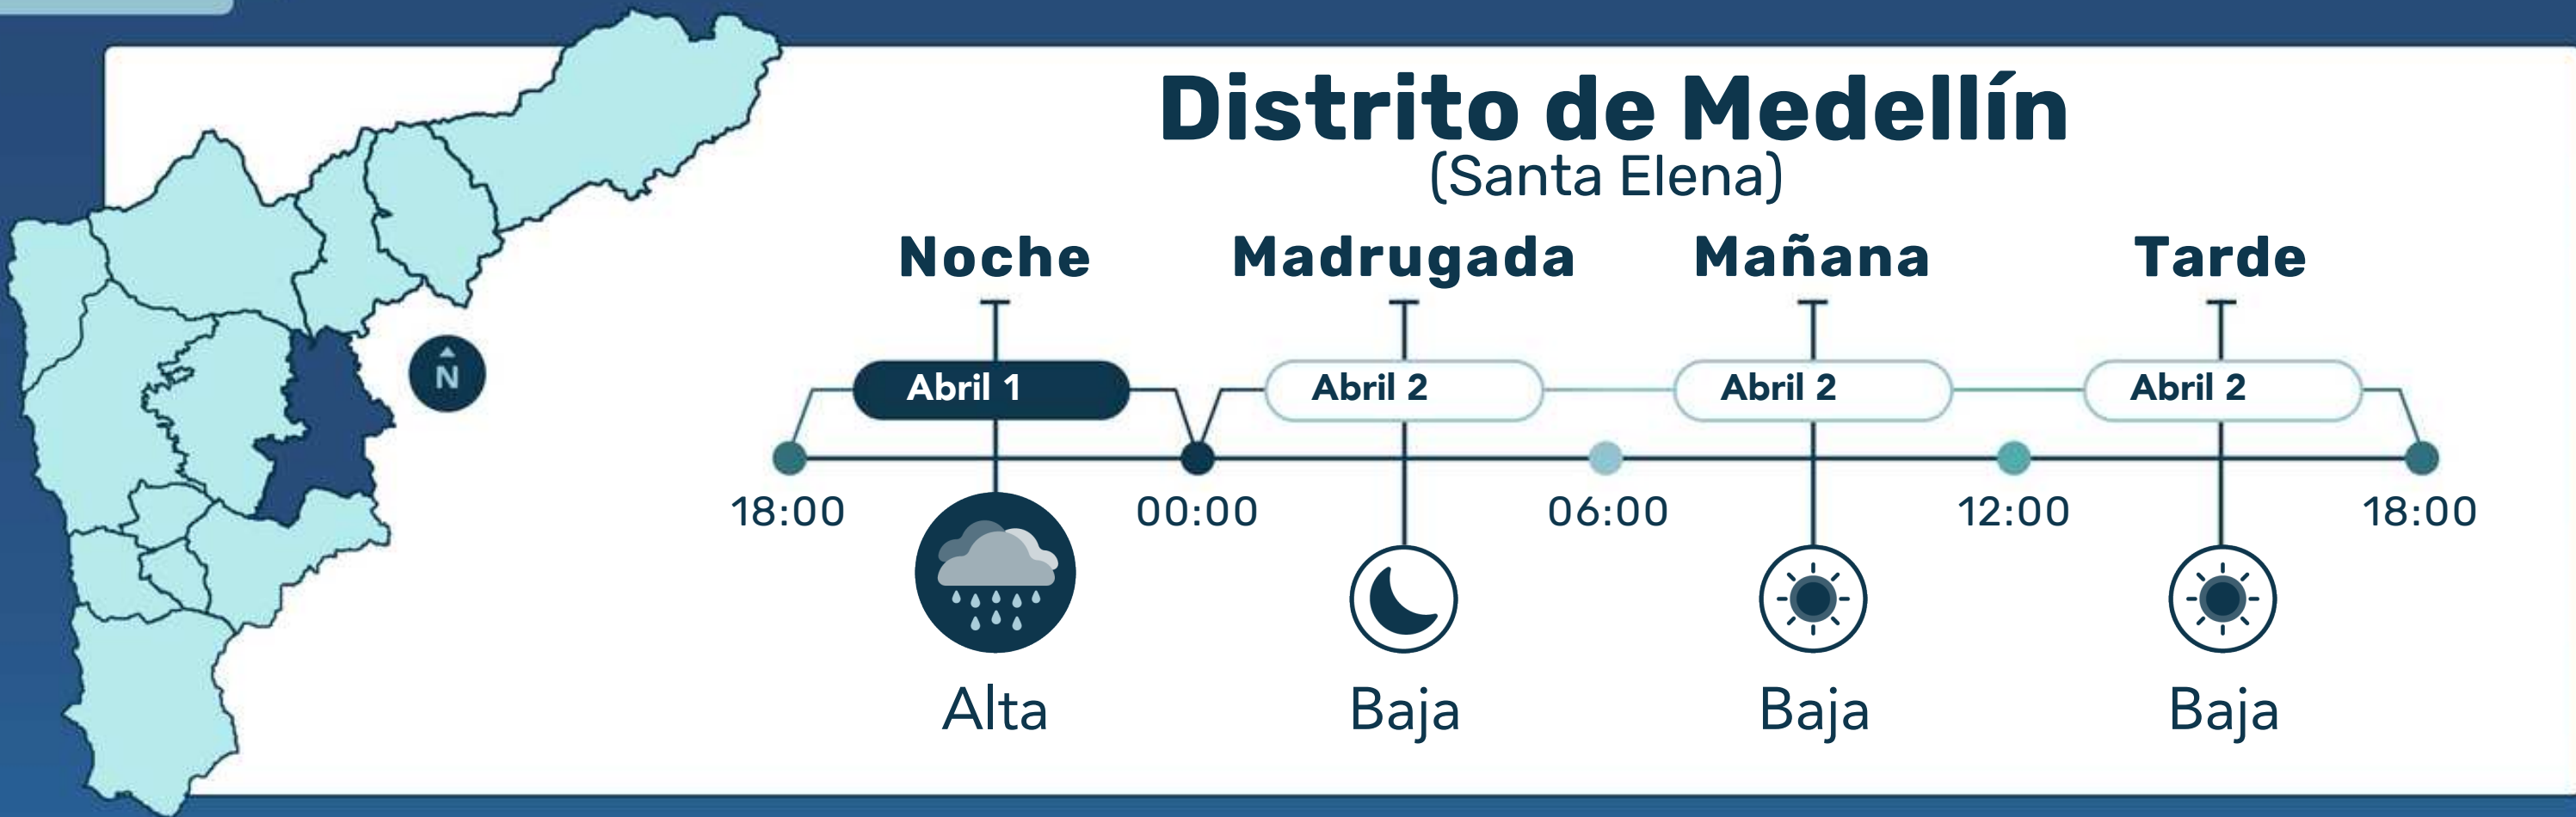 Distrito de Medellín
(Santa Elena)
Noche Madrugada Mañana Tarde
Abril 1 Abril 2 Abril 2 Abril 2
N
18:00 00:00 06:00 12:00 18:00
Alta Baja Baja Baja